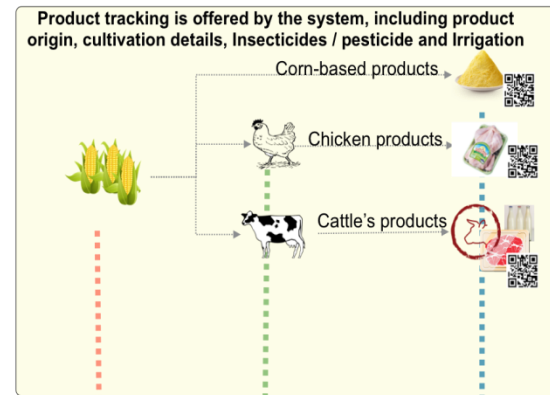 Product tracking is offered by the system, including product
origin, cultivation details, Insecticides / pesticide and Irrigation
Corn-based products
Chicken products
Cattle's products